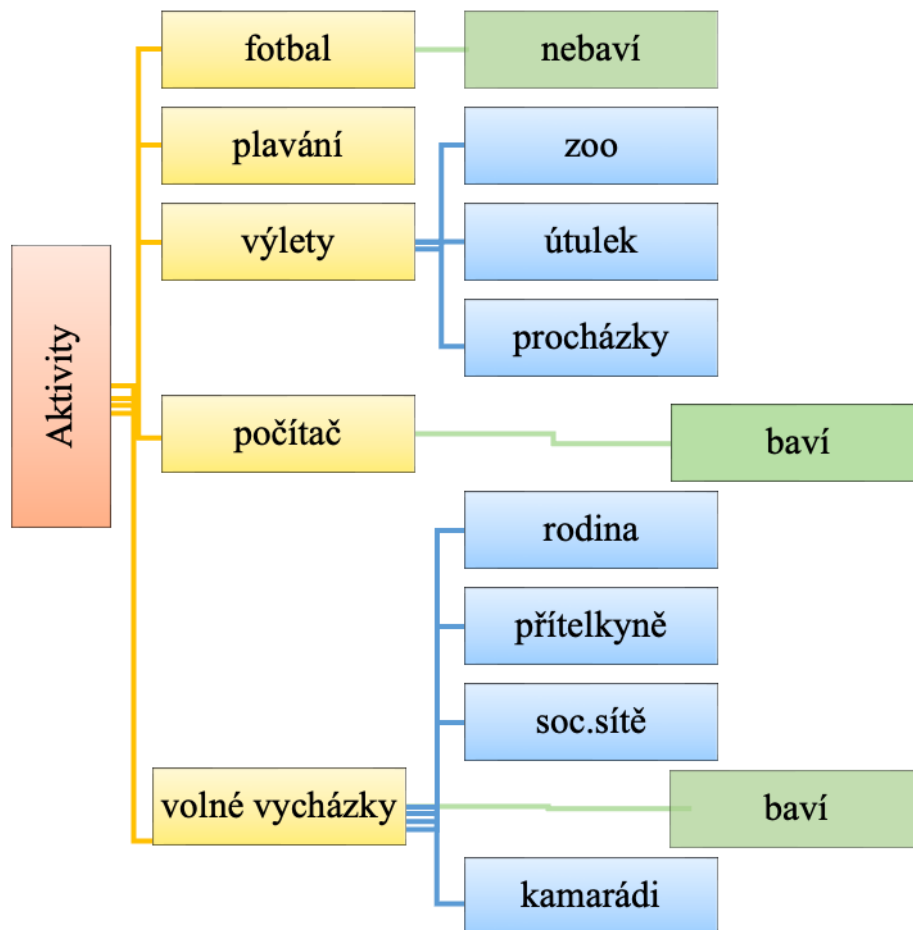 Aktivity
fotbal
nebaví
plavání
výlety
zoo
útulek
procházky
počítač
baví
volné vycházky
rodina
přítelkyně
soc.sítě
baví
kamarádi